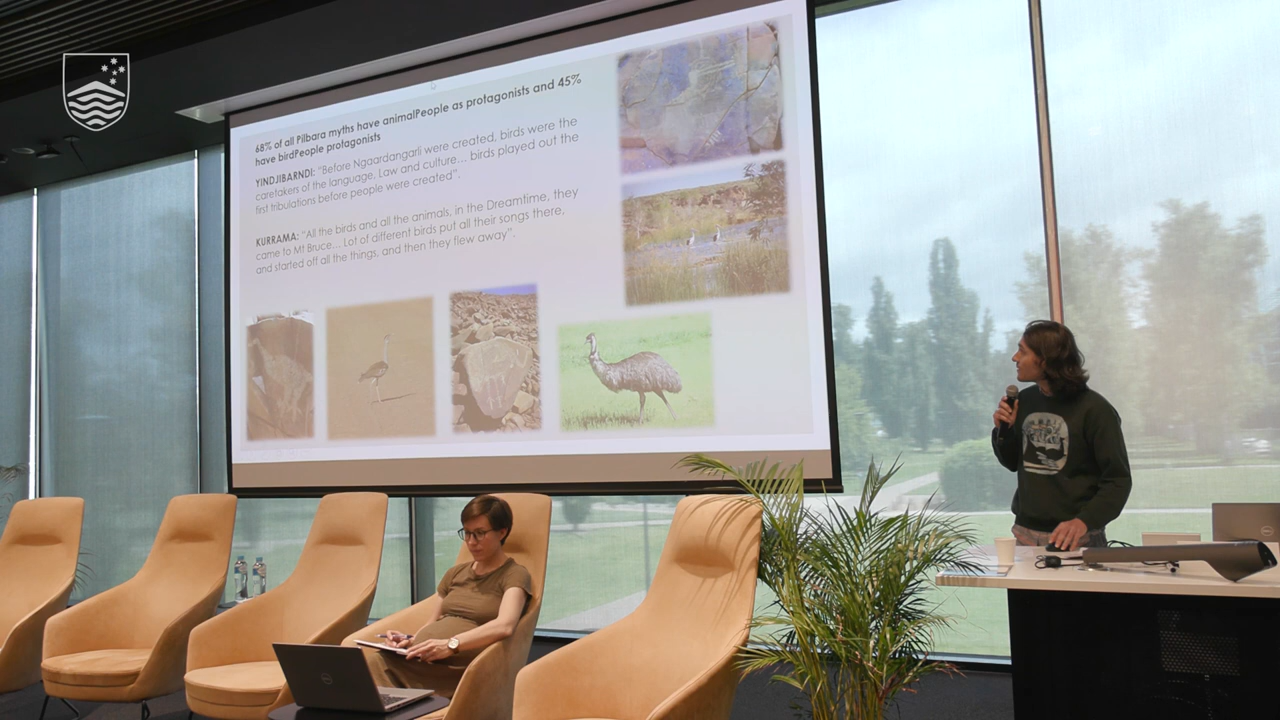 68% of all Pilbara myths have animalPeople as protagonists and 45%
have birdPeople protagonists
YINDJIBARNDI: "Before Ngaardangarli were created, birds were the
caretakers of the language, Law and culture... birds played out the
first tribulations before people were created".
KURRAMA: "All the birds and all the animals, in the Dreamtime, they
came to Mt Bruce... Lot of different birds put all their songs there,
and started off all the things, and then they flew away".